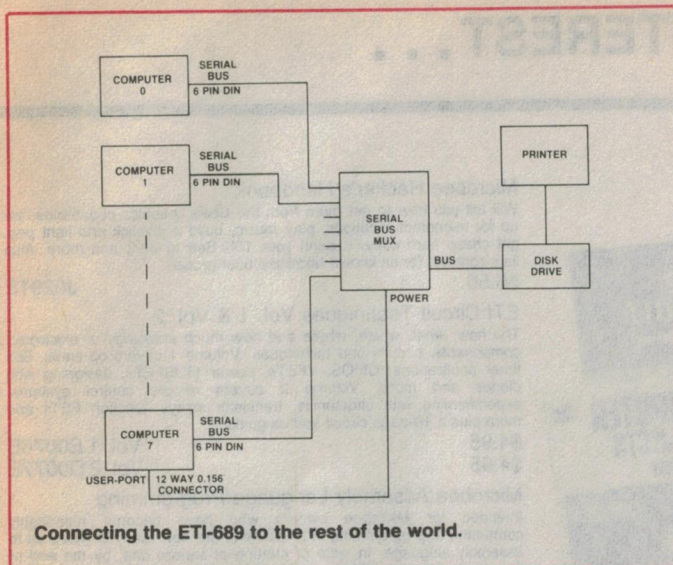 COMPUTER
0
SERIAL
BUS
6 PIN DIN
COMPUTER
1
SERIAL
BUS
6 PIN DIN
PRINTER
SERIAL
BUS
MUX
BUS
DISK
DRIVE
POWER
COMPUTER
7
SERIAL
BUS
6 PIN DIN
USER-PORT
12 WAY 0.156
CONNECTOR
Connecting the ETI-689 to the rest of the world.